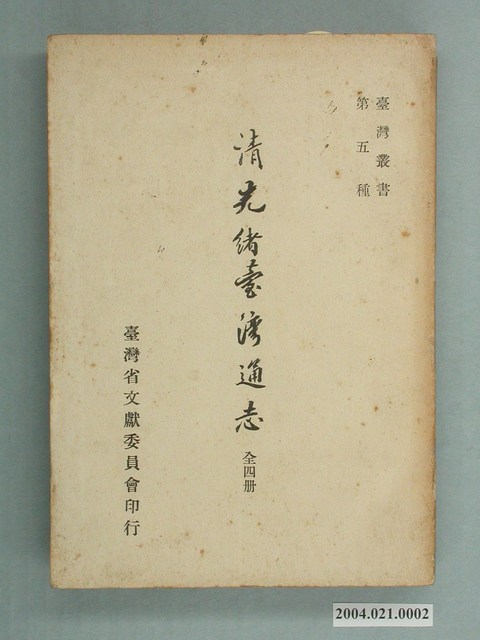 臺灣叢書
第五種
清光緒臺灣通志
全四册
臺灣省文獻委員會印行
2004.021.0002